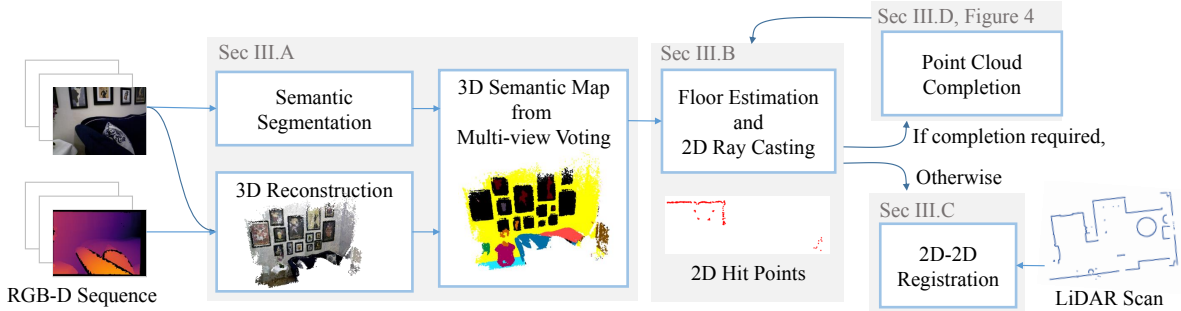 Sec III.A
Semantic
Segmentation
3D Reconstruction
3D Semantic Map
from
Multi-view Voting
RGB-D Sequence
Sec III.B
Floor Estimation
and
2D Ray Casting
2D Hit Points
Sec III.D, Figure 4
Point Cloud
Completion
If completion required,
Otherwise
Sec III.C
2D-2D
Registration
LiDAR Scan